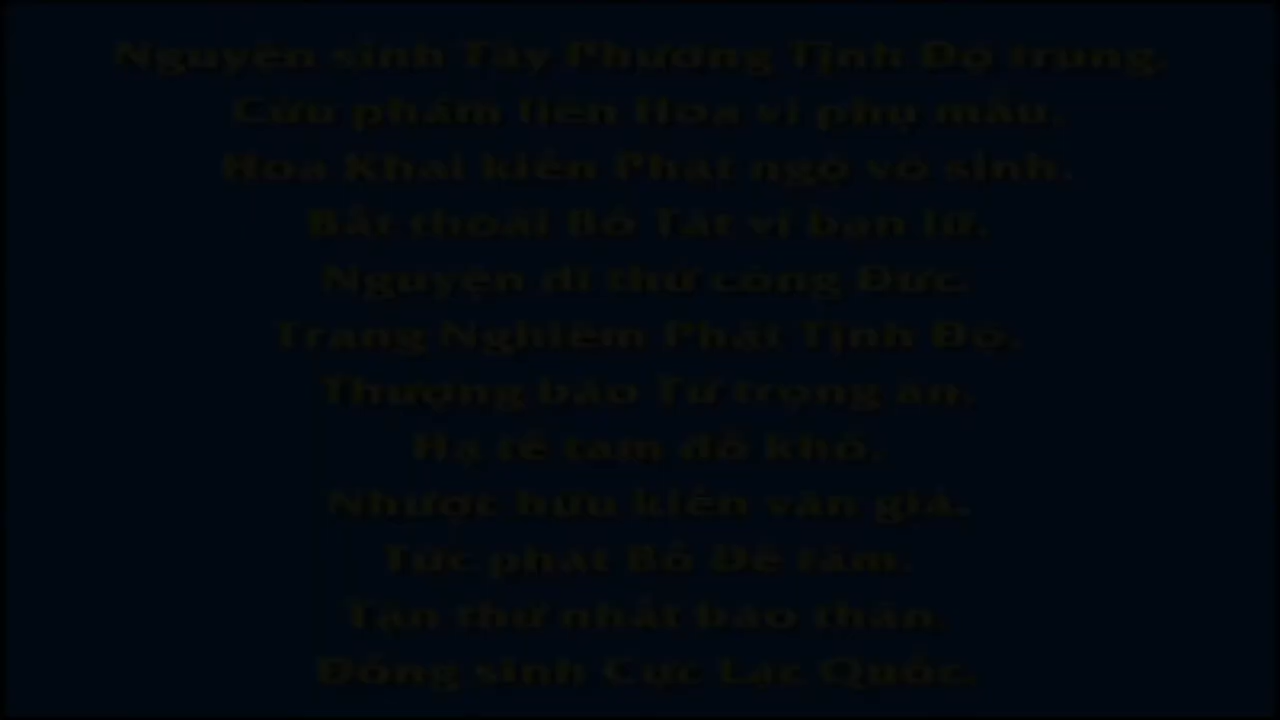 Nguyện sinh Tây Phương Tịnh Độ trung,
Cửu phẩm liên Hoa vi phụ mẫu.
Hoa Khai kiến Phật ngộ vô sinh,
Bất thoái Bồ Tát vi bạn lữ.
Nguyện dĩ thử công Đức,
Trang Nghiêm Phật Tịnh Độ,
Thượng báo Tứ trọng ân,
Hạ tế tam đồ khổ.
Nhược hữu kiến văn giả,
Tức phát Bồ Đề tâm.
Tận thử nhất báo thân,
Đồng sinh Cực Lạc Quốc.